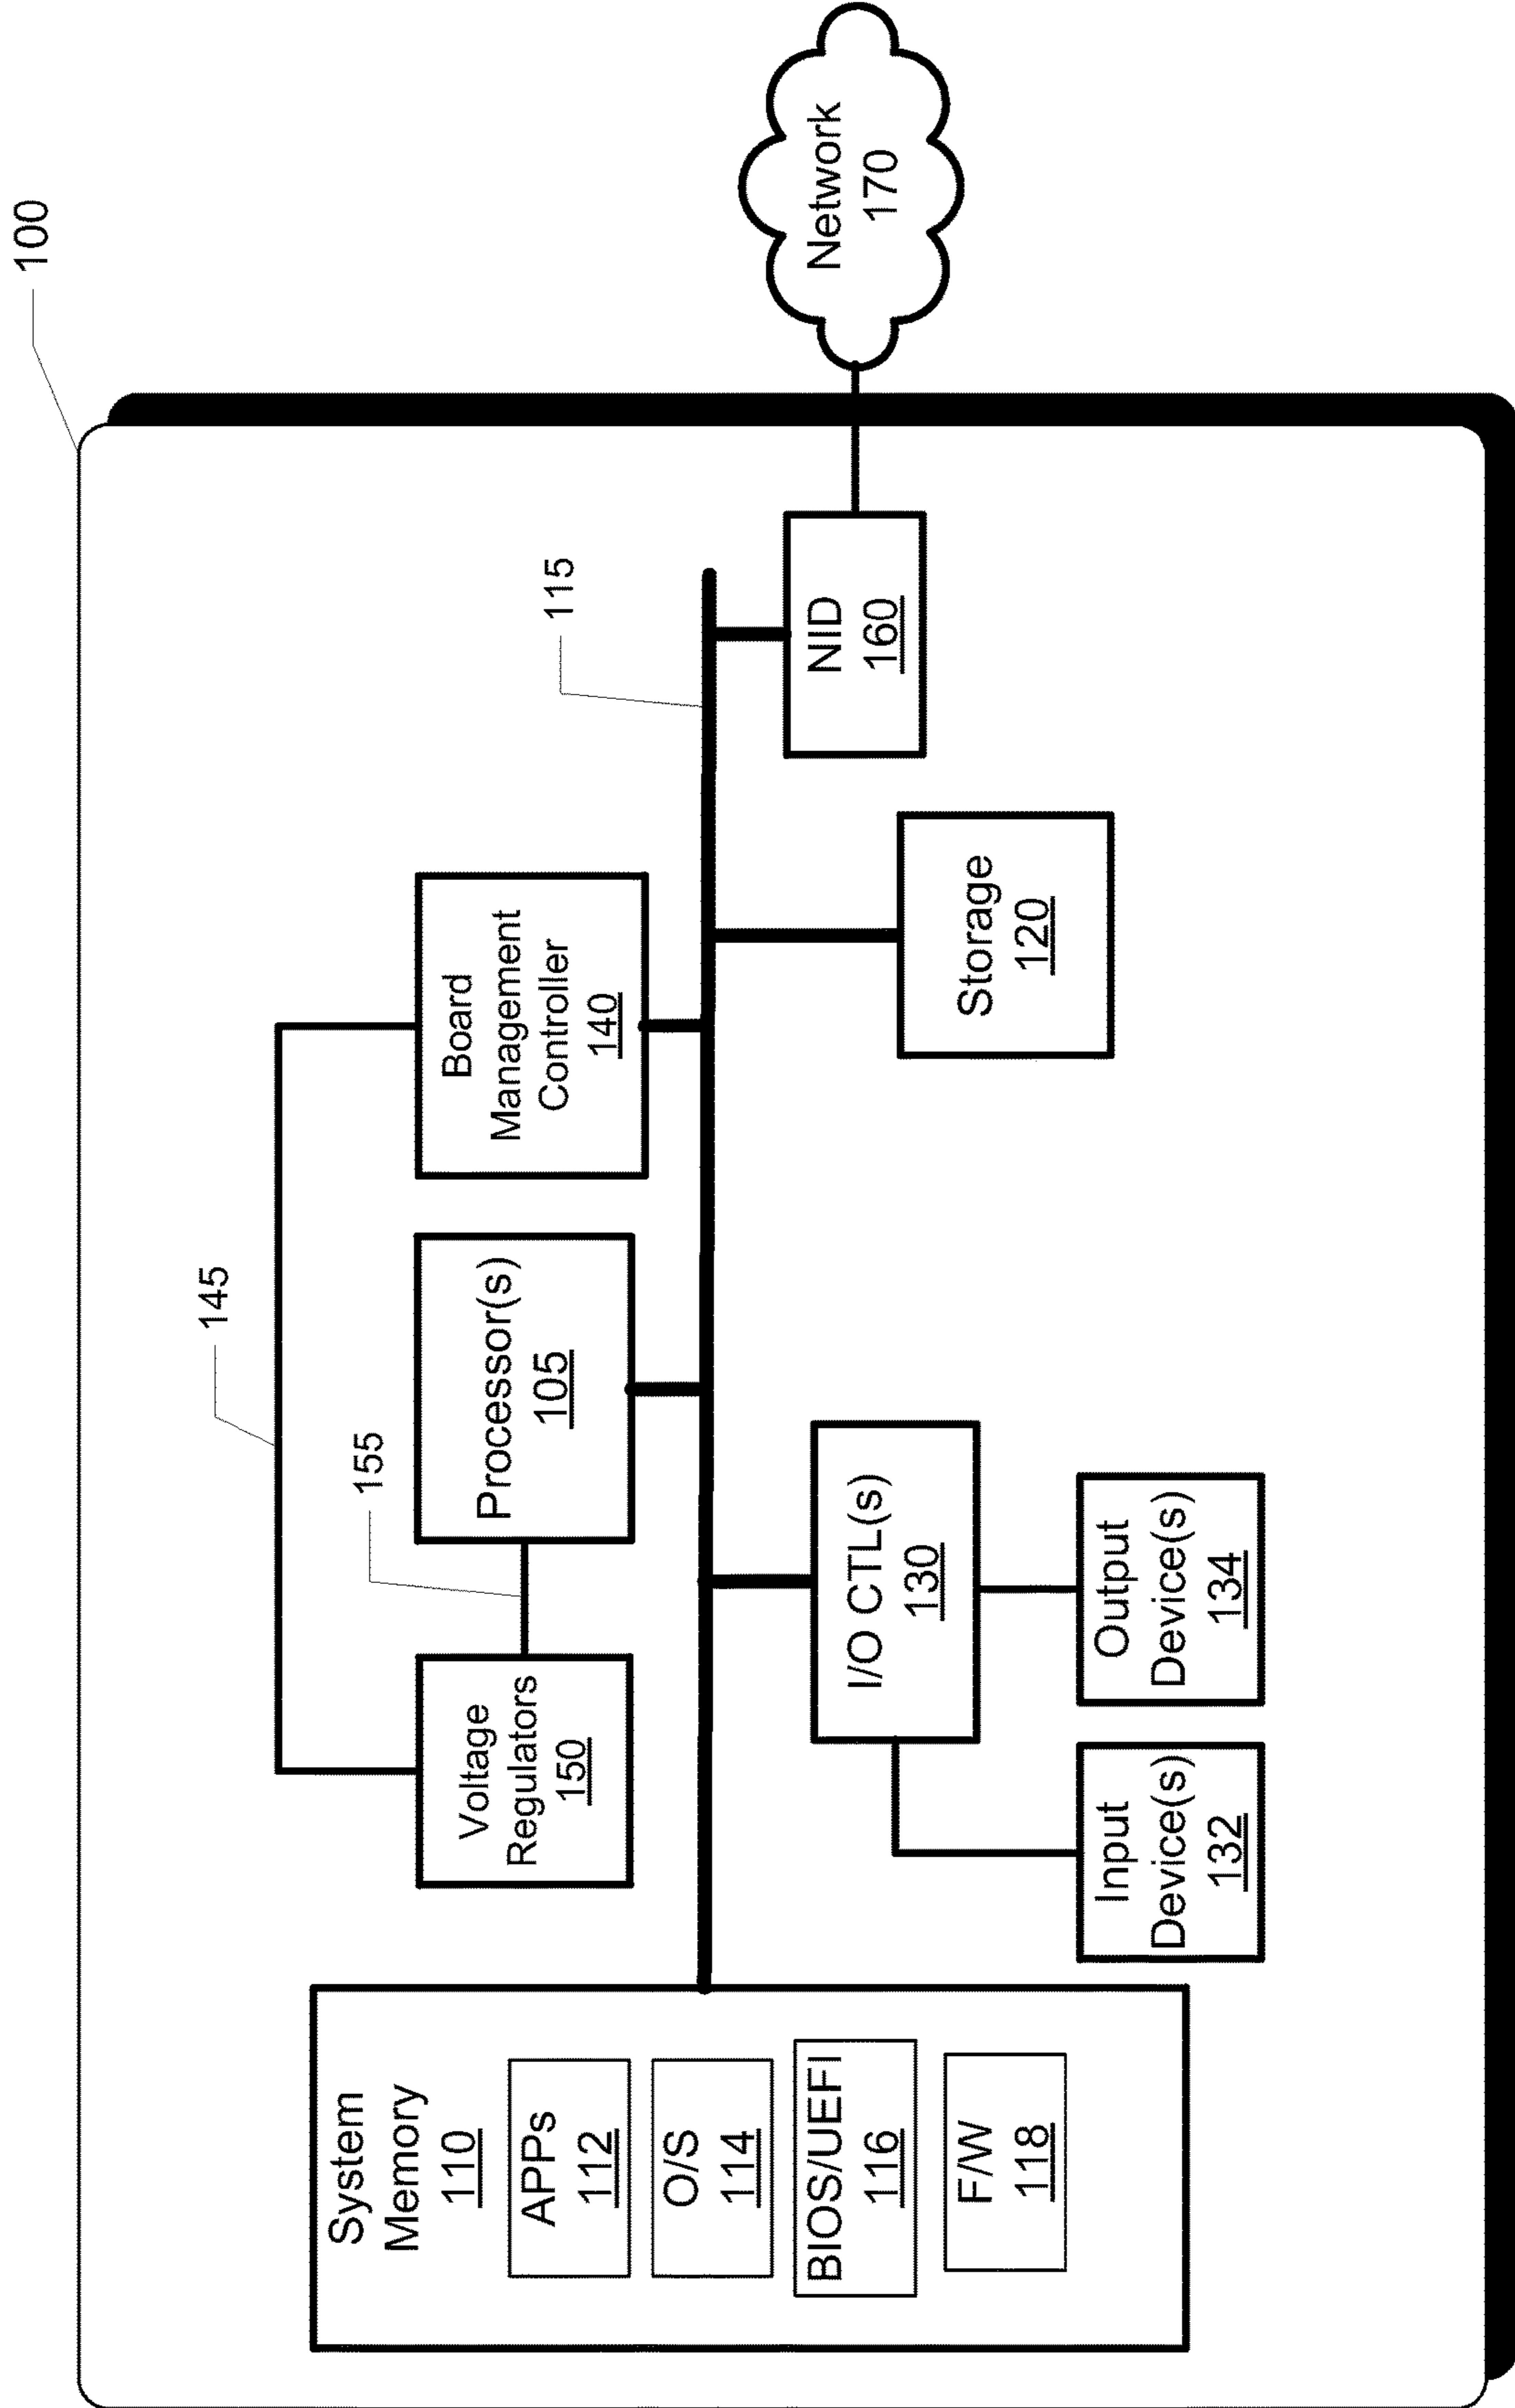 100
System
Memory
110
APPs
112
O/S
114
BIOS/UEFI
116
F/W
118
145
Voltage
Regulators
150
155
Processor(s)
105
Board
Management
Controller
140
115
I/O CTL(s)
130
Input
Device(s)
132
Output
Device(s)
134
Storage
120
NID
160
Network
170